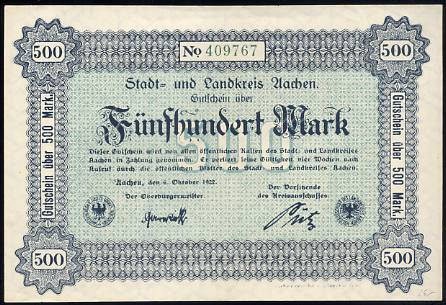 500
No 409767
500
Stadt- und Landkreis Aachen.
Gutschein über
Fünfhundert Mark
Dieser Gutschein wird von allen öffentlichen Kassen des Stadt- und Landkreises
Aachen in Zahlung genommen. Er verliert seine Gültigkeit vier Wochen nach
Aufruf durch die öffentlichen Blätter des Stadt- und Landkreises Aachen.
Aachen, den 4. Oktober 1922.
Der Oberbürgermeister
Der Vorsitzende
des Kreisausschusses.
Gutschein über 500 Mark.
Gutschein über 500 Mark.
500
500